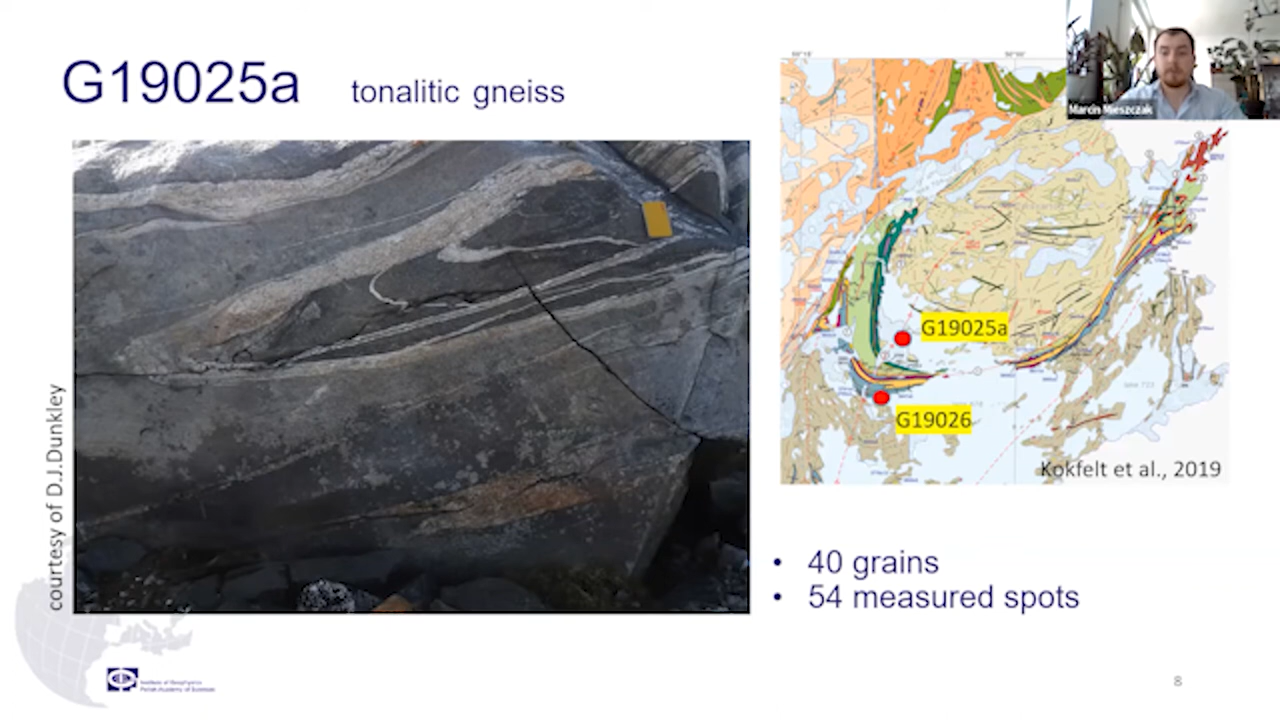 G19025a tonalitic gneiss
Marcin Mieszczak
courtesy of D.J.Dunkley
G19025a
G19026
Kokfelt et al., 2019
• 40 grains
• 54 measured spots
Institute of Geophysics
Polish Academy of Sciences
8